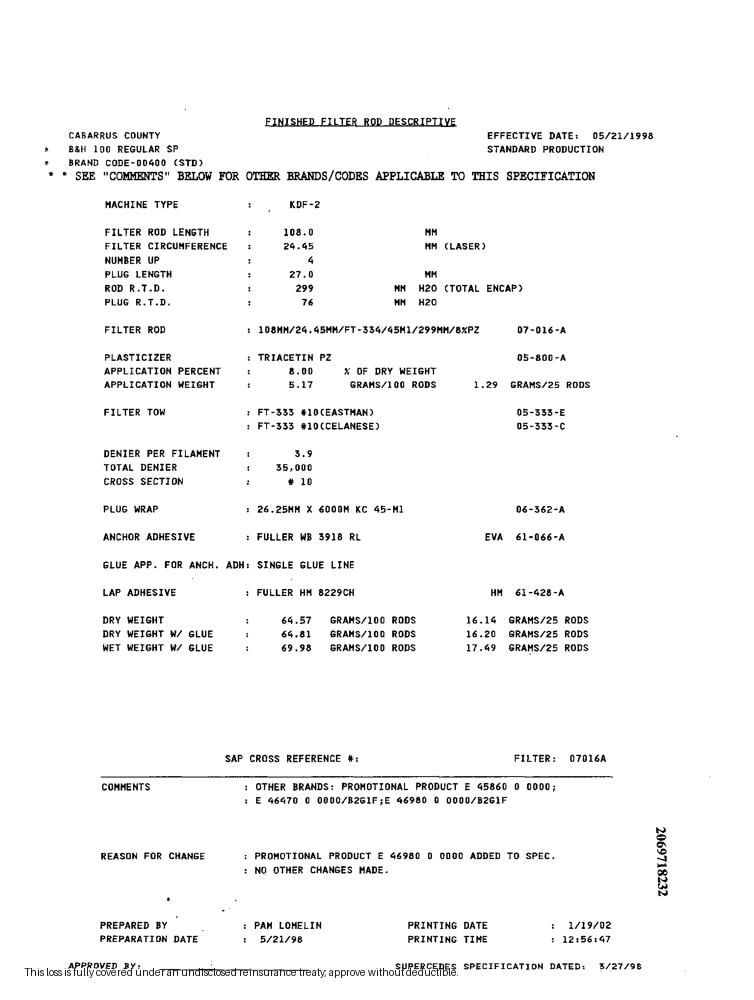 FINISHED FILTER ROD DESCRIPTIVE
CABARRUS COUNTY EFFECTIVE DATE: 05/21/1998
* B&H 100 REGULAR SP STANDARD PRODUCTION
* BRAND CODE-00400 (STD)
* * SEE "COMMENTS" BELOW FOR OTHER BRANDS/CODES APPLICABLE TO THIS SPECIFICATION
MACHINE TYPE : KDF-2
FILTER ROD LENGTH : 108.0 MM
FILTER CIRCUMFERENCE : 24.45 MM (LASER)
NUMBER UP : 4
PLUG LENGTH : 27.0 MM
ROD R.T.D. : 299 MM H2O (TOTAL ENCAP)
PLUG R.T.D. : 76 MM H2O
FILTER ROD : 108MM/24.45MM/FT-334/45M1/299MM/8%PZ 07-016-A
PLASTICIZER : TRIACETIN PZ 05-800-A
APPLICATION PERCENT : 8.00 % OF DRY WEIGHT
APPLICATION WEIGHT : 5.17 GRAMS/100 RODS 1.29 GRAMS/25 RODS
FILTER TOW : FT-333 #10(EASTMAN) 05-333-E
: FT-333 #10(CELANESE) 05-333-C
DENIER PER FILAMENT : 3.9
TOTAL DENIER : 35,000
CROSS SECTION : # 10
PLUG WRAP : 26.25MM X 6000M KC 45-M1 06-362-A
ANCHOR ADHESIVE : FULLER WB 3918 RL EVA 61-066-A
GLUE APP. FOR ANCH. ADH: SINGLE GLUE LINE
LAP ADHESIVE : FULLER HM 8229CH HM 61-428-A
DRY WEIGHT : 64.57 GRAMS/100 RODS 16.14 GRAMS/25 RODS
DRY WEIGHT W/ GLUE : 64.81 GRAMS/100 RODS 16.20 GRAMS/25 RODS
WET WEIGHT W/ GLUE : 69.98 GRAMS/100 RODS 17.49 GRAMS/25 RODS
SAP CROSS REFERENCE #: FILTER: 07016A
COMMENTS : OTHER BRANDS: PROMOTIONAL PRODUCT E 45860 0 0000;
: E 46470 0 0000/B2G1F;E 46980 0 0000/B2G1F
REASON FOR CHANGE : PROMOTIONAL PRODUCT E 46980 0 0000 ADDED TO SPEC.
: NO OTHER CHANGES MADE.
2069718232
PREPARED BY : PAM LOMELIN PRINTING DATE : 1/19/02
PREPARATION DATE : 5/21/98 PRINTING TIME : 12:56:47
APPROVED BY: SUPERCEDES SPECIFICATION DATED: 3/27/98
This loss is fully covered under an undisclosed reinsurance treaty; approve without deductible.